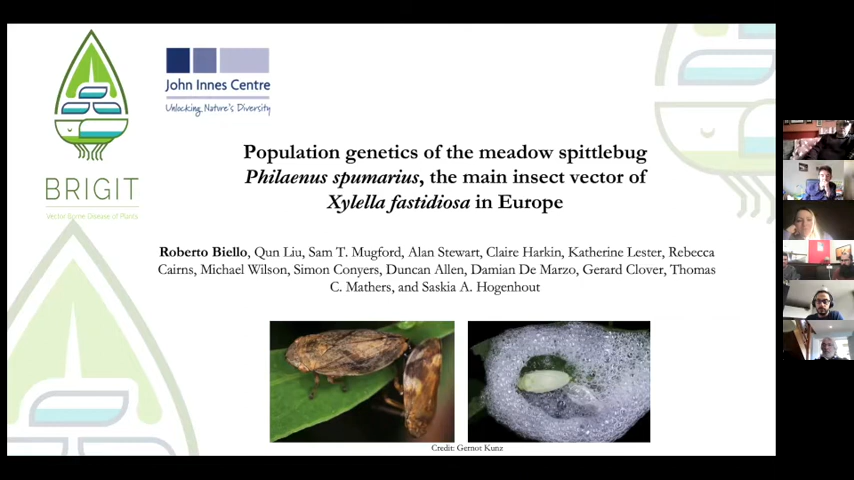 John Innes Centre
Unlocking Nature's Diversity
BRIGIT
Vector Borne Disease of Plants
Population genetics of the meadow spittlebug
Philaenus spumarius, the main insect vector of
Xylella fastidiosa in Europe
Roberto Biello, Qun Liu, Sam T. Mugford, Alan Stewart, Claire Harkin, Katherine Lester, Rebecca
Cairns, Michael Wilson, Simon Conyers, Duncan Allen, Damian De Marzo, Gerard Clover, Thomas
C. Mathers, and Saskia A. Hogenhout
Credit: Gernot Kunz